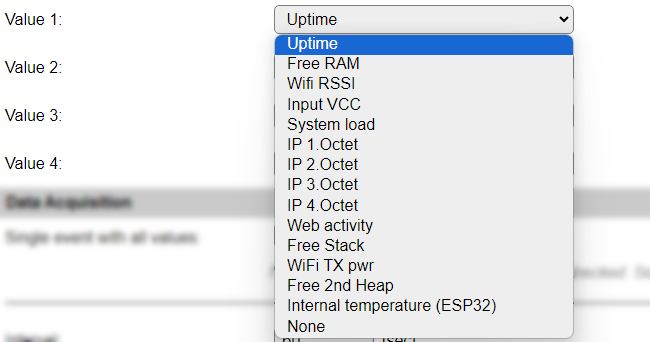 Value 1: Uptime
Uptime
Free RAM
Wifi RSSI
Value 2:
Input VCC
System load
Value 3:
IP 1.Octet
IP 2.Octet
Value 4:
IP 3.Octet
IP 4.Octet
Data Acquisition
Web activity
Single event with all values:
Free Stack
WiFi TX pwr
Free 2nd Heap
Internal temperature (ESP32)
None
Interval